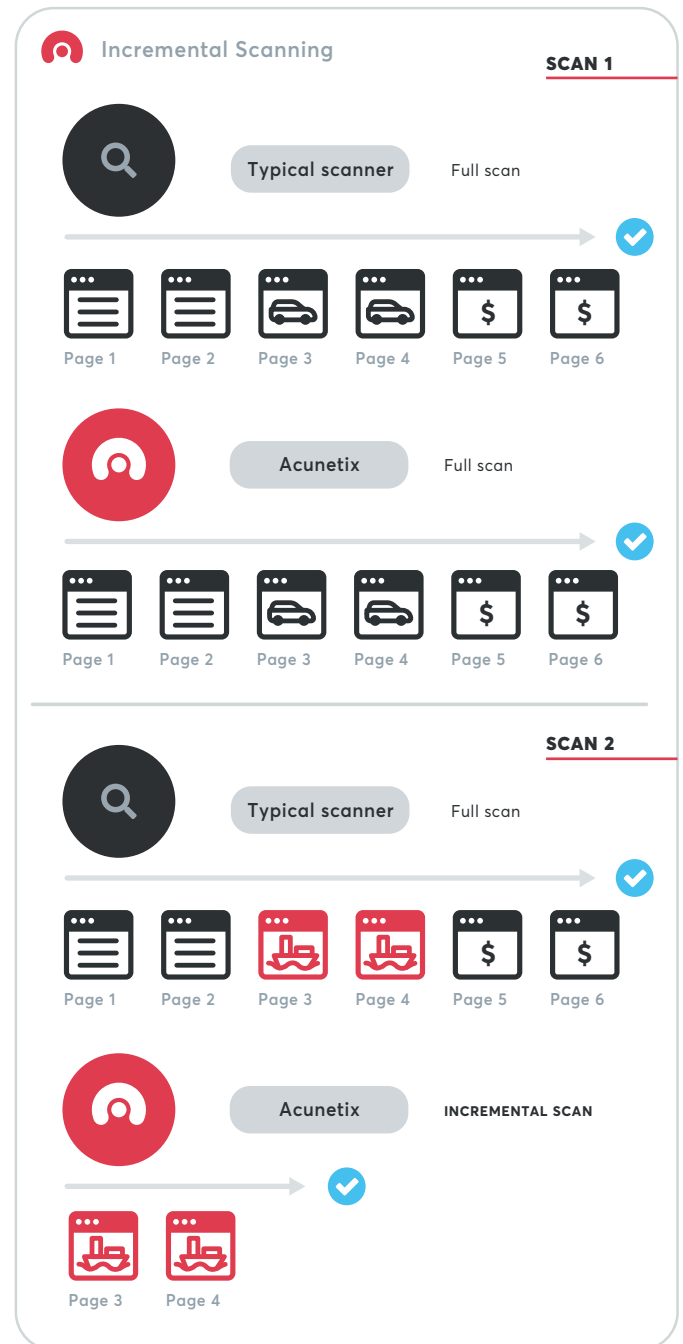 Incremental Scanning
SCAN 1
Typical scanner Full scan
$ $
Page 1 Page 2 Page 3 Page 4 Page 5 Page 6
Acunetix Full scan
$ $
Page 1 Page 2 Page 3 Page 4 Page 5 Page 6
SCAN 2
Typical scanner Full scan
$ $
Page 1 Page 2 Page 3 Page 4 Page 5 Page 6
Acunetix INCREMENTAL SCAN
Page 3 Page 4